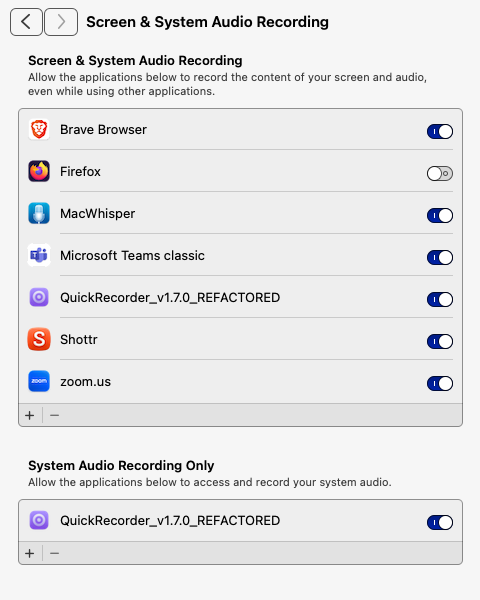 Screen & System Audio Recording
Screen & System Audio Recording
Allow the applications below to record the content of your screen and audio,
even while using other applications.
Brave Browser
Firefox
MacWhisper
Microsoft Teams classic
QuickRecorder_v1.7.0_REFACTORED
S Shottr
zoom zoom.us
+ −
System Audio Recording Only
Allow the applications below to access and record your system audio.
QuickRecorder_v1.7.0_REFACTORED
+ −